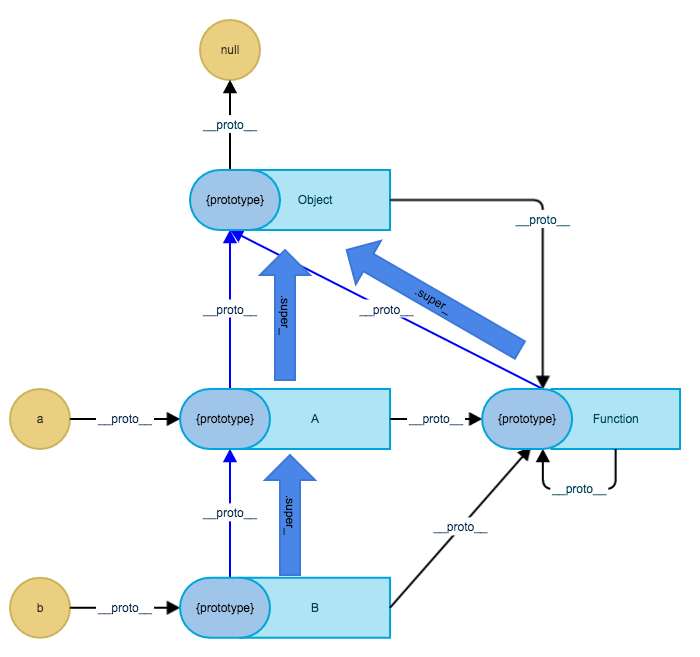 null
__proto__
{prototype}
Object
__proto__
.super_
__proto__
.super_
__proto__
a
__proto__
{prototype}
A
__proto__
{prototype}
Function
__proto__
__proto__
.super_
__proto__
b
__proto__
{prototype}
B